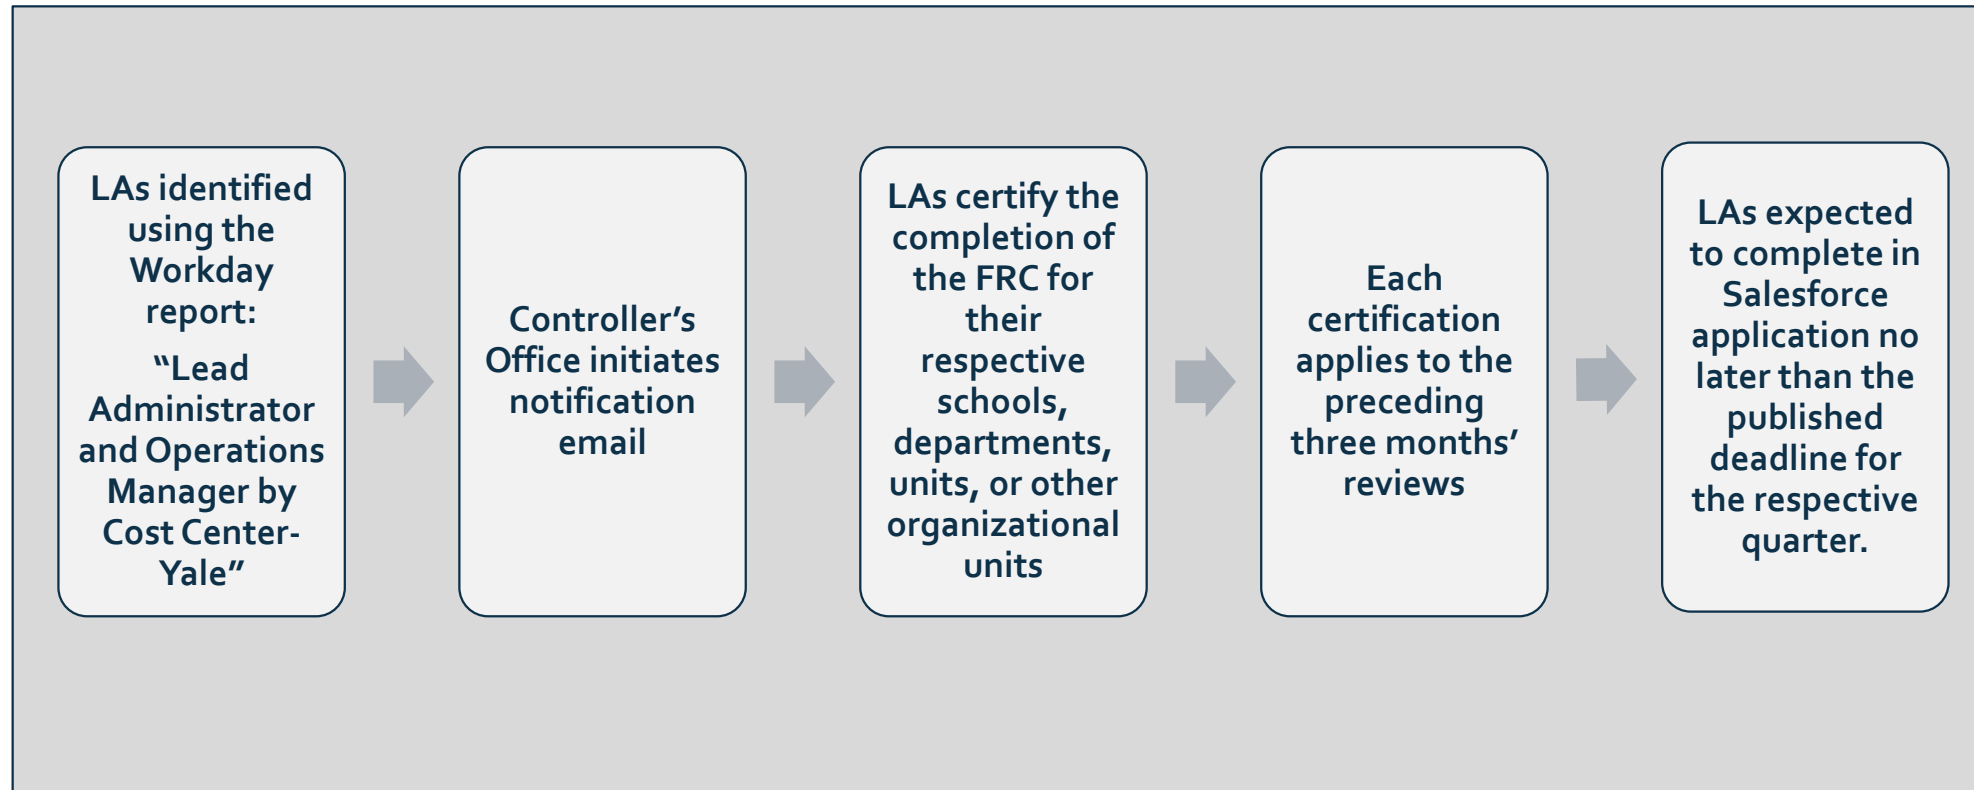 LAs identified
using the
Workday
report:
“Lead
Administrator
and Operations
Manager by
Cost Center-
Yale”
Controller’s
Office initiates
notification
email
LAs certify the
completion of
the FRC for
their
respective
schools,
departments,
units, or other
organizational
units
Each
certification
applies to the
preceding
three months’
reviews
LAs expected
to complete in
Salesforce
application no
later than the
published
deadline for
the respective
quarter.